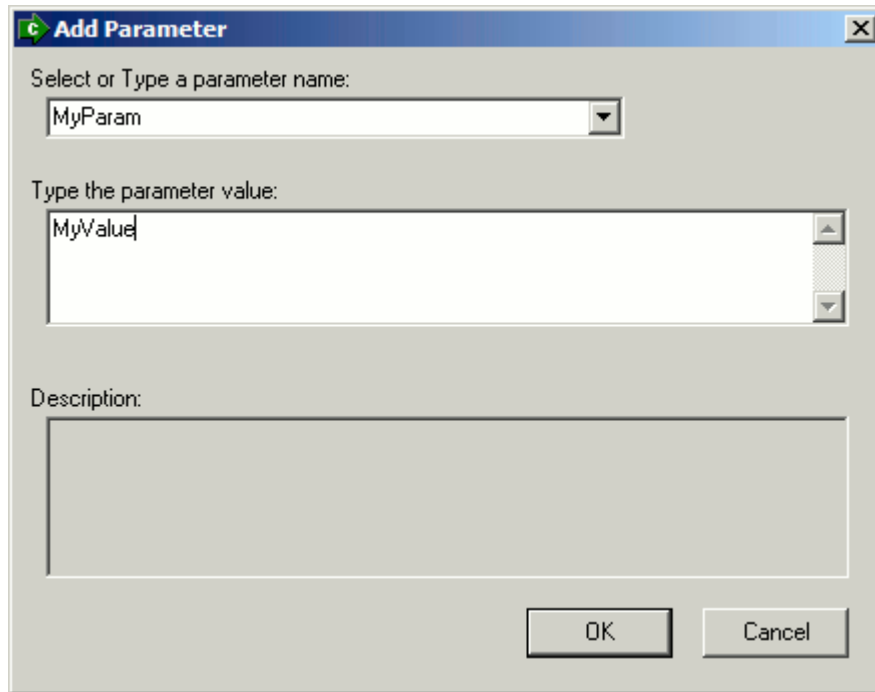 C Add Parameter
Select or Type a parameter name:
MyParam
Type the parameter value:
MyValue
Description:
OK Cancel